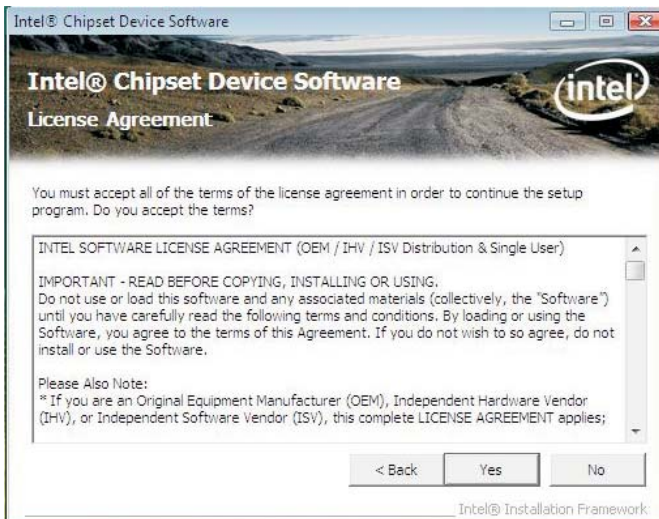 Intel® Chipset Device Software
Intel® Chipset Device Software
intel
License Agreement
You must accept all of the terms of the license agreement in order to continue the setup
program. Do you accept the terms?
INTEL SOFTWARE LICENSE AGREEMENT (OEM / IHV / ISV Distribution & Single User)
IMPORTANT - READ BEFORE COPYING, INSTALLING OR USING.
Do not use or load this software and any associated materials (collectively, the "Software")
until you have carefully read the following terms and conditions. By loading or using the
Software, you agree to the terms of this Agreement. If you do not wish to so agree, do not
install or use the Software.
Please Also Note:
* If you are an Original Equipment Manufacturer (OEM), Independent Hardware Vendor
(IHV), or Independent Software Vendor (ISV), this complete LICENSE AGREEMENT applies;
< Back Yes No
Intel® Installation Framework